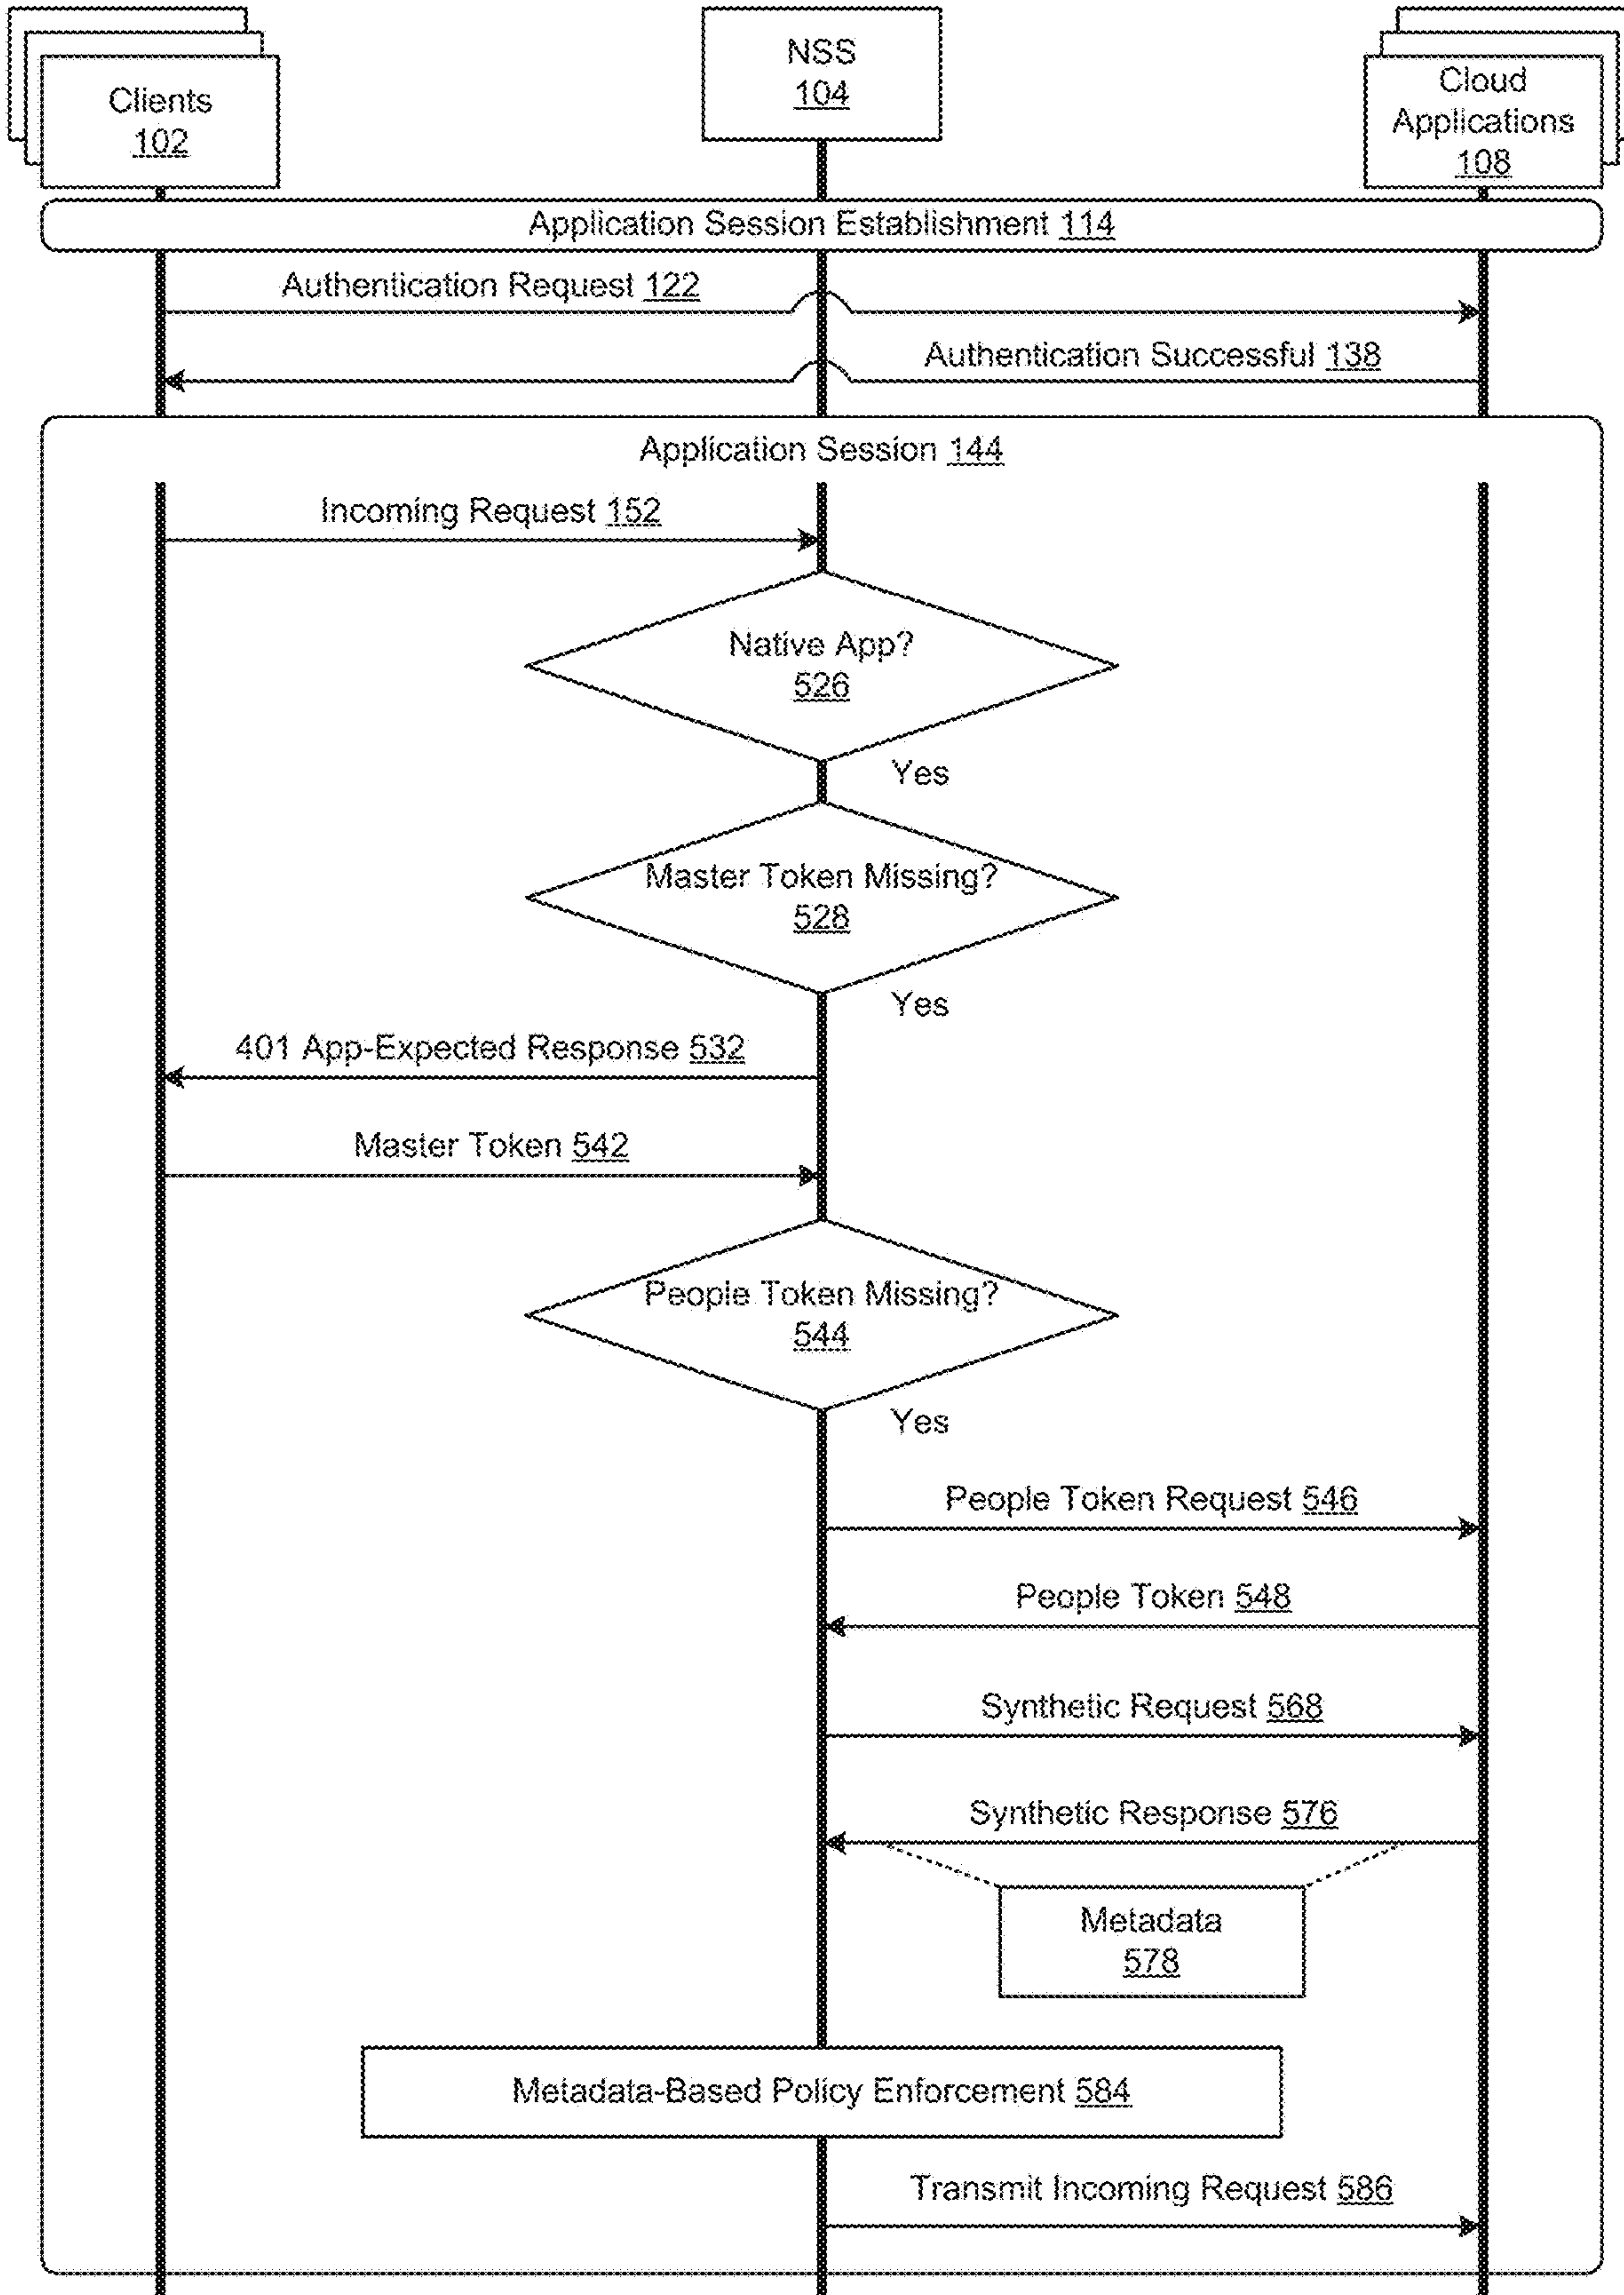 Clients
102
NSS
104
Cloud
Applications
108
Application Session Establishment 114
Authentication Request 122
Authentication Successful 138
Application Session 144
Incoming Request 152
Native App?
526
Yes
Master Token Missing?
528
Yes
401 App-Expected Response 532
Master Token 542
People Token Missing?
544
Yes
People Token Request 546
People Token 548
Synthetic Request 568
Synthetic Response 576
Metadata
578
Metadata-Based Policy Enforcement 584
Transmit Incoming Request 586